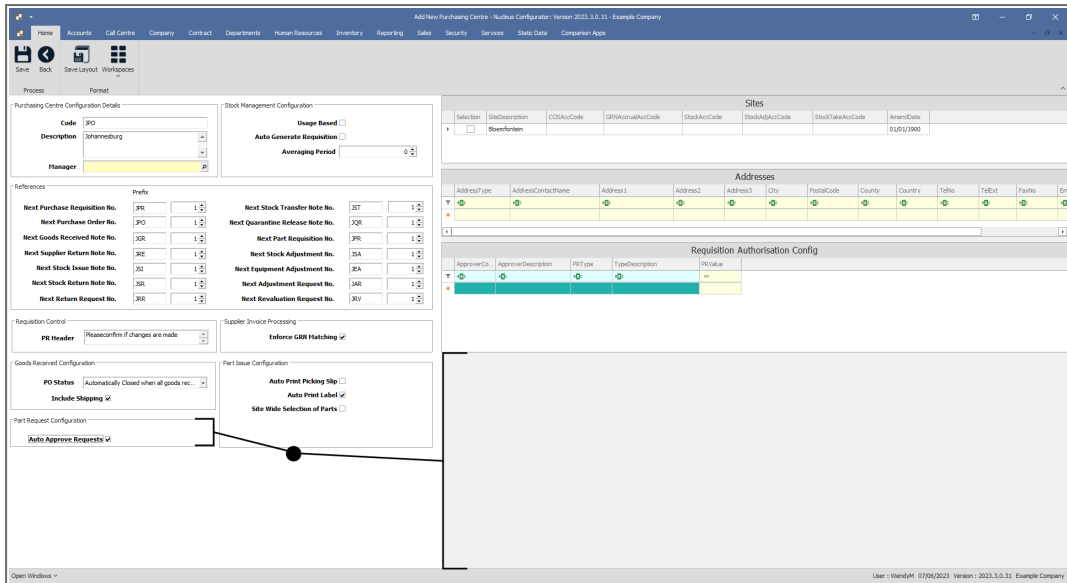 Add New Purchasing Centre - Nucleus Configurator: Version 2023.3.0.31 - Example Company
Home Accounts Call Centre Company Contract Departments Human Resources Inventory Reporting Sales Security Services Static Data Companion Apps
Save Back Save Layout Workspaces
Process Format
Purchasing Centre Configuration Details
Code JPO
Description Johannesburg
Manager
Stock Management Configuration
Usage Based
Auto Generate Requisition
Averaging Period 0
References
Prefix
Next Purchase Requisition No. JPR 1 Next Stock Transfer Note No. JST 1
Next Purchase Order No. JPO 1 Next Quarantine Release Note No. JQR 1
Next Goods Received Note No. JGR 1 Next Part Requisition No. JPR 1
Next Supplier Return Note No. JRE 1 Next Stock Adjustment No. JSA 1
Next Stock Issue Note No. JSI 1 Next Equipment Adjustment No. JEA 1
Next Stock Return Note No. JSR 1 Next Adjustment Request No. JAR 1
Next Return Request No. JRR 1 Next Revaluation Request No. JRV 1
Requisition Control
PR Header Pleaseconfirm if changes are made
Supplier Invoice Processing
Enforce GRN Matching
Goods Received Configuration
PO Status Automatically Closed when all goods rec...
Include Shipping
Part Issue Configuration
Auto Print Picking Slip
Auto Print Label
Site Wide Selection of Parts
Part Request Configuration
Auto Approve Requests
Sites
Selection SiteDescription COSAccCode GRNAccrualAccCode StockAccCode StockAdjAccCode StockTakeAccCode AmendDate
Bloemfontein 01/01/1900
Addresses
AddressType AddressContactName Address1 Address2 Address3 City PostalCode County Country TelNo TelExt FaxNo Em
Requisition Authorisation Config
ApproverCo... ApproverDescription PRType TypeDescription PRValue
=
Open Windows
User : WendyM 07/06/2023 Version : 2023.3.0.31 Example Company